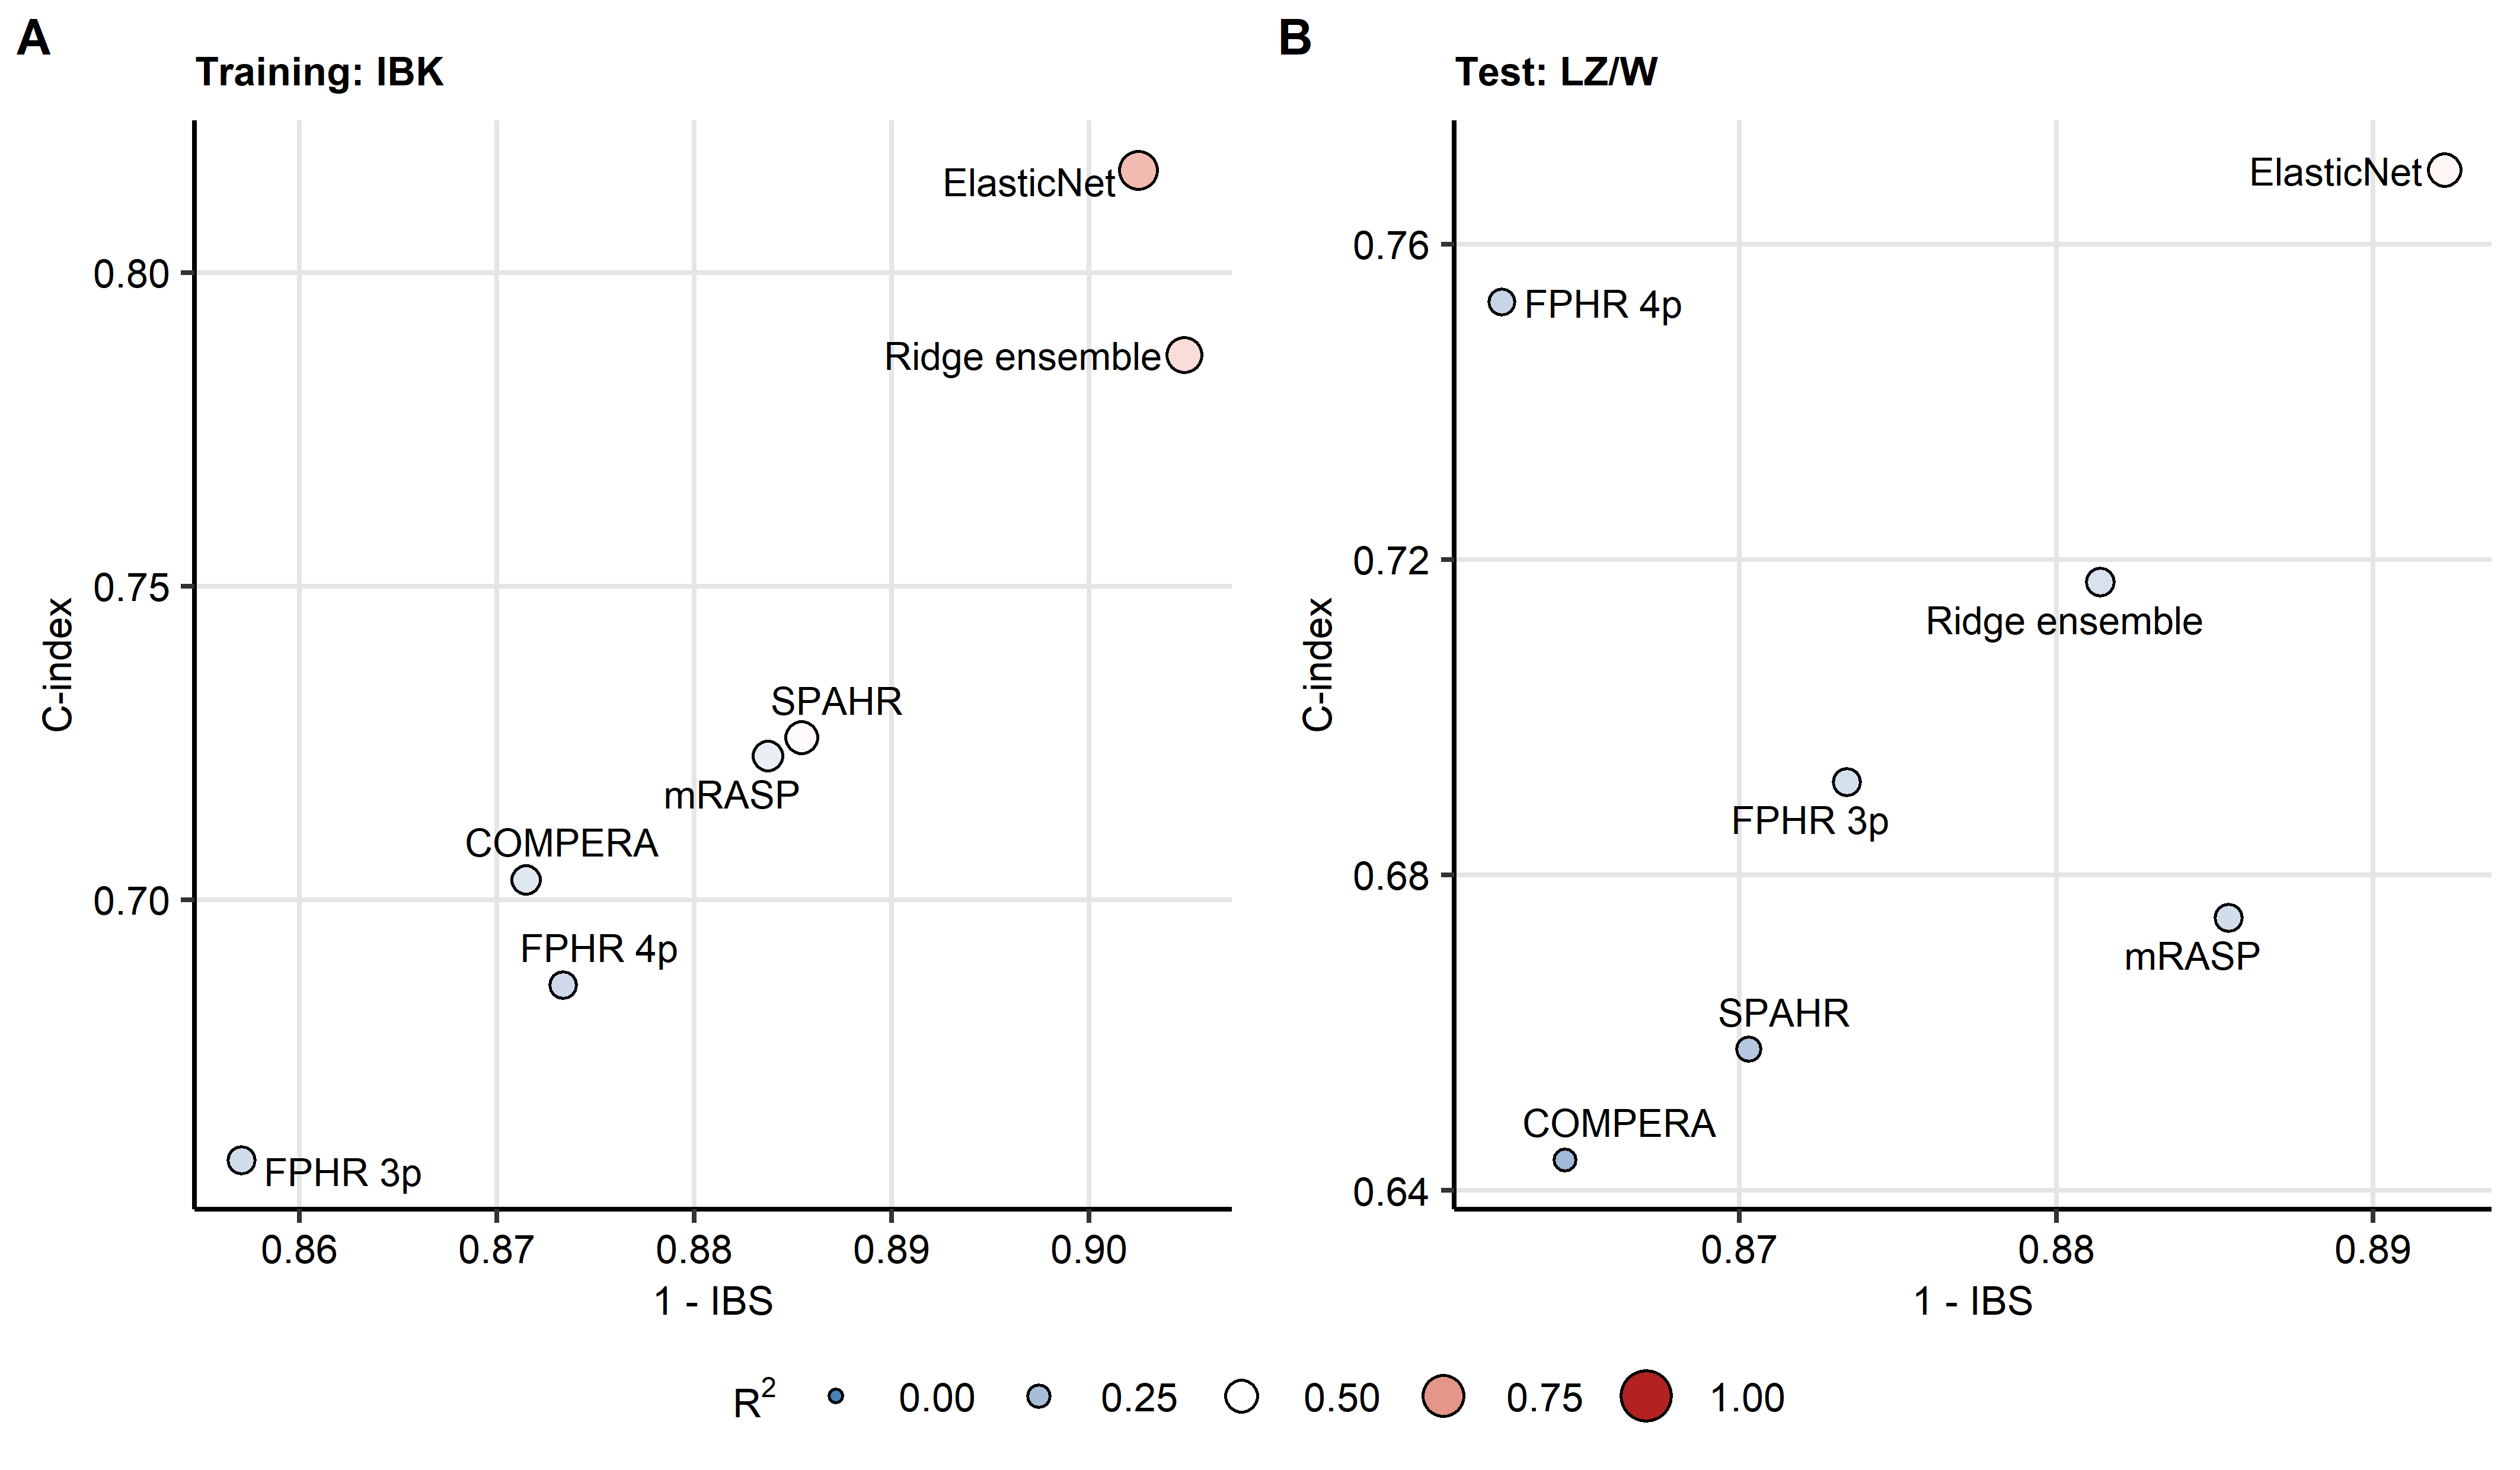 A
Training: IBK
ElasticNet
0.80
Ridge ensemble
0.75
C-index
SPAHR
mRASP
COMPERA
0.70
FPHR 4p
FPHR 3p
0.86 0.87 0.88 0.89 0.90
1 - IBS
B
Test: LZ/W
ElasticNet
0.76
FPHR 4p
0.72
Ridge ensemble
C-index
FPHR 3p
0.68
mRASP
SPAHR
COMPERA
0.64
0.87 0.88 0.89
1 - IBS
R² 0.00 0.25 0.50 0.75 1.00